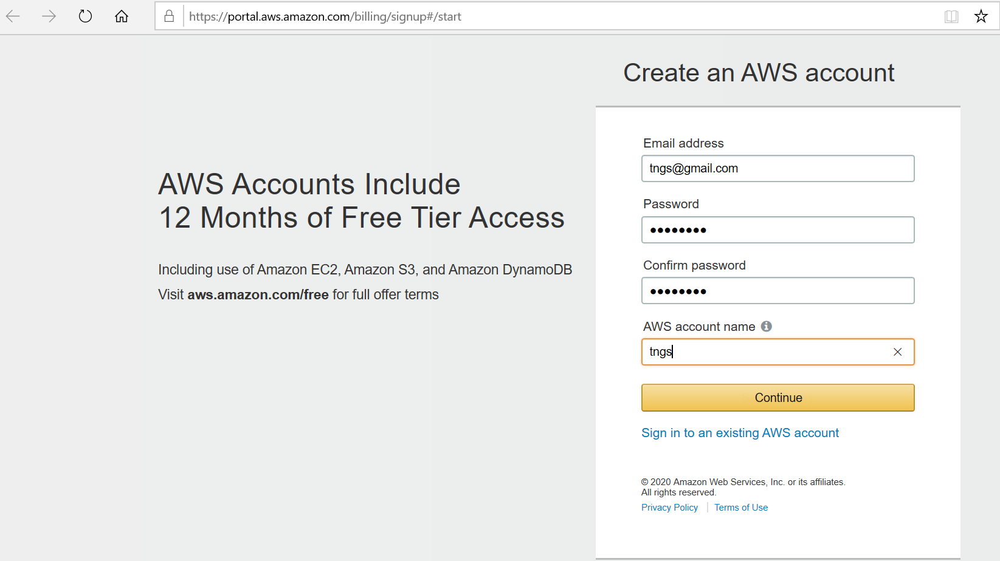 https://portal.aws.amazon.com/billing/signup#/start
Create an AWS account
AWS Accounts Include
12 Months of Free Tier Access
Including use of Amazon EC2, Amazon S3, and Amazon DynamoDB
Visit aws.amazon.com/free for full offer terms
Email address
tngs@gmail.com
Password
••••••••
Confirm password
••••••••
AWS account name
tngs
Continue
Sign in to an existing AWS account
© 2020 Amazon Web Services, Inc. or its affiliates.
All rights reserved.
Privacy Policy | Terms of Use